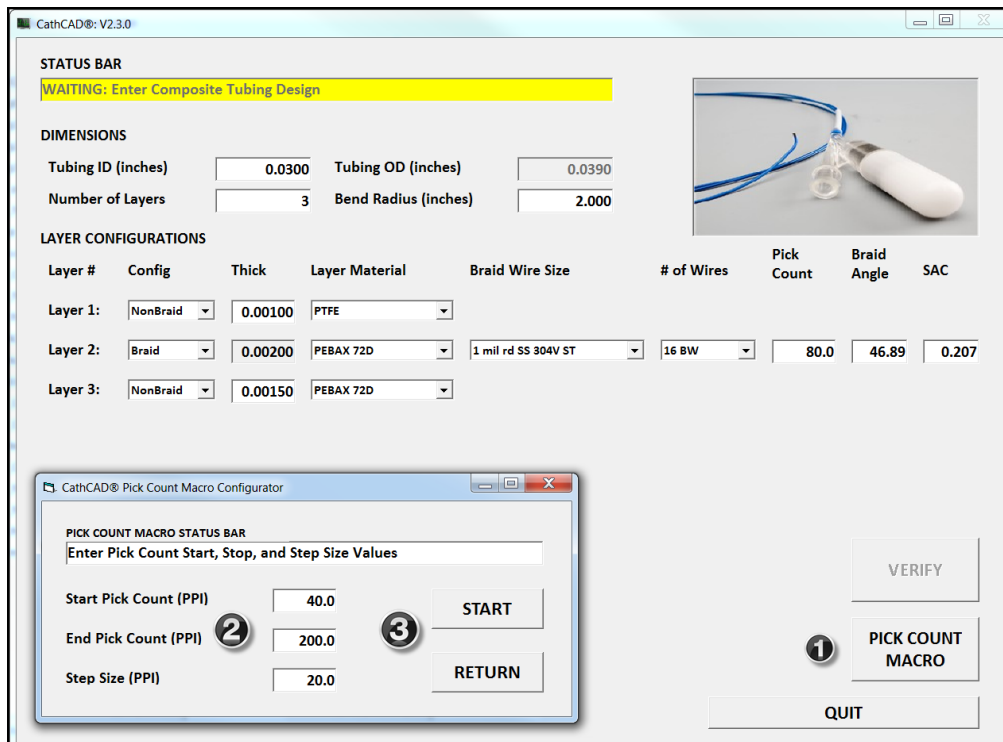 CathCAD®: V2.3.0
STATUS BAR
WAITING: Enter Composite Tubing Design
DIMENSIONS
Tubing ID (inches) 0.0300 Tubing OD (inches) 0.0390
Number of Layers 3 Bend Radius (inches) 2.000
LAYER CONFIGURATIONS
Layer # Config Thick Layer Material Braid Wire Size # of Wires Pick Count Braid Angle SAC
Layer 1: NonBraid 0.00100 PTFE
Layer 2: Braid 0.00200 PEBAX 72D 1 mil rd SS 304V ST 16 BW 80.0 46.89 0.207
Layer 3: NonBraid 0.00150 PEBAX 72D
CathCAD® Pick Count Macro Configurator
PICK COUNT MACRO STATUS BAR
Enter Pick Count Start, Stop, and Step Size Values
Start Pick Count (PPI) 40.0
End Pick Count (PPI) 200.0
Step Size (PPI) 20.0
2
3
START
RETURN
VERIFY
1
PICK COUNT
MACRO
QUIT